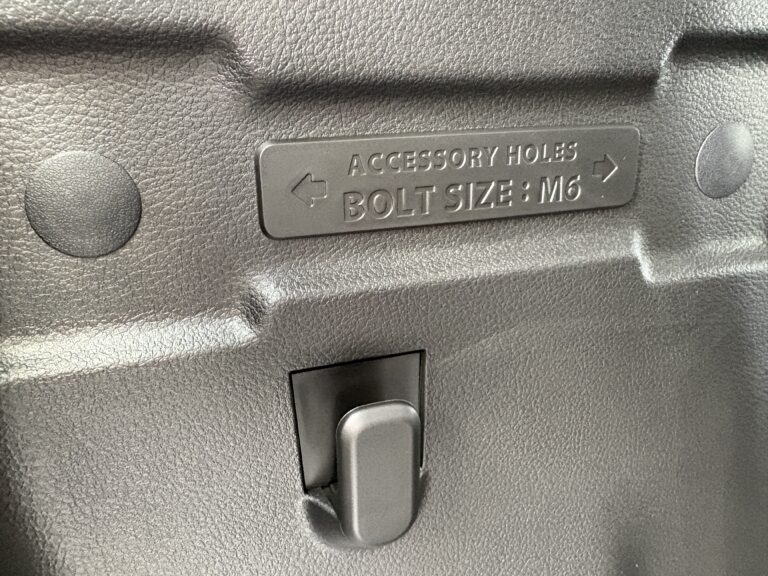 ACCESSORY HOLES
BOLT SIZE : M6